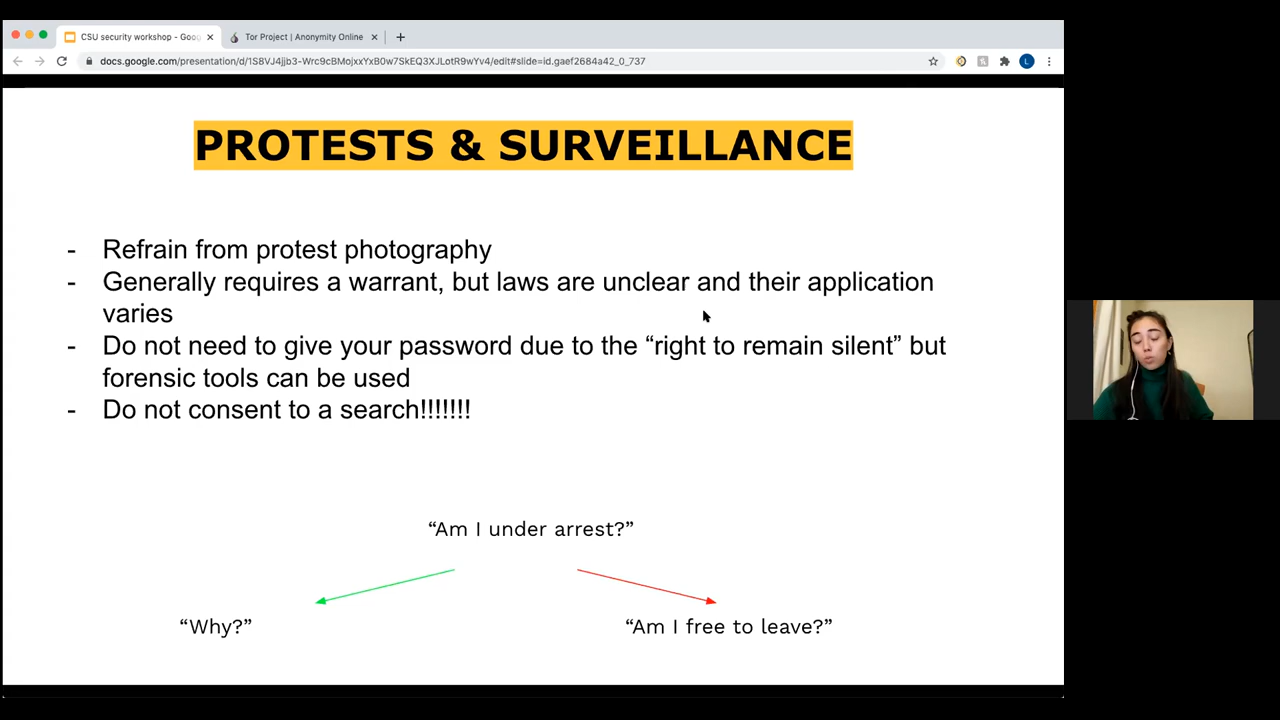 CSU security workshop - Goog
Tor Project | Anonymity Online
docs.google.com/presentation/d/1S8VJ4jjb3-Wrc9cBMojxxYxB0w7SkEQ3XJLotR9wYv4/edit#slide=id.gaef2684a42_0_737
L
PROTESTS & SURVEILLANCE
- Refrain from protest photography
- Generally requires a warrant, but laws are unclear and their application
varies
- Do not need to give your password due to the “right to remain silent” but
forensic tools can be used
- Do not consent to a search!!!!!!!
“Am I under arrest?”
“Why?”
“Am I free to leave?”